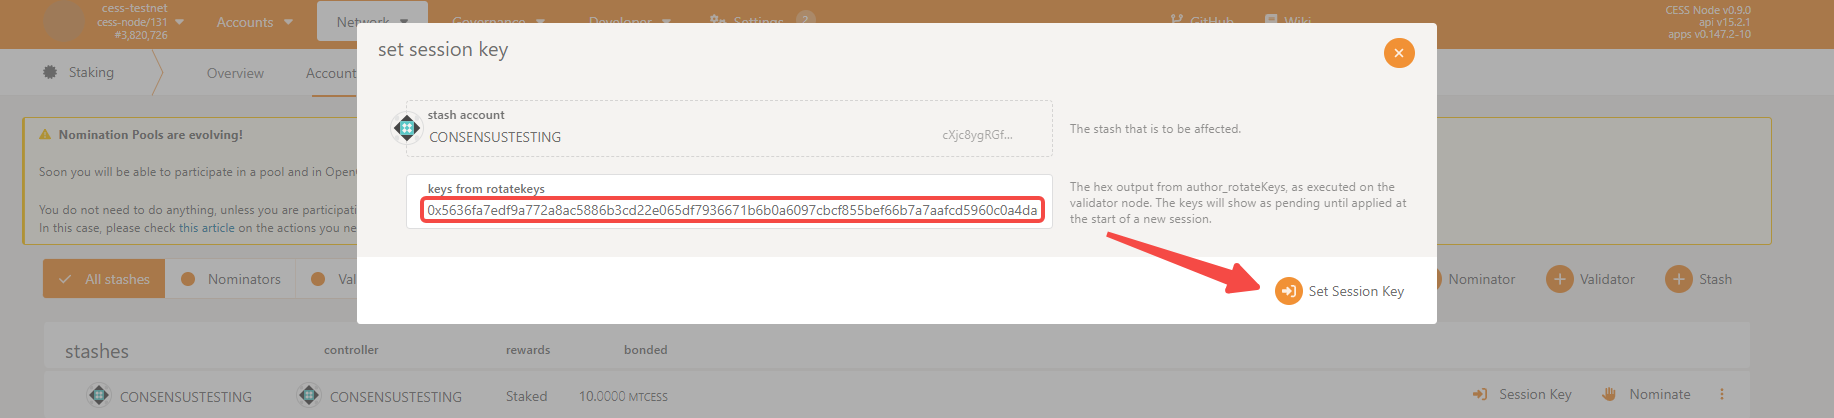 cess-testnet
cess-node/131
#3,820,726
Accounts
Network
Governance
Developer
Settings
2
GitHub
Wiki
CESS Node v0.9.0
api v15.2.1
apps v0.147.2-10
Staking
Overview
Account
set session key
Nomination Pools are evolving!
Soon you will be able to participate in a pool and in Open
You do not need to do anything, unless you are participati
In this case, please check this article on the actions you ne
stash account
CONSENSUSTESTING
cXjc8ygRGf...
The stash that is to be affected.
keys from rotatekeys
0x5636fa7edf9a772a8ac5886b3cd22e065df7936671b6b0a6097cbcf855bef66b7a7aafcd5960c0a4da
The hex output from author_rotateKeys, as executed on the
validator node. The keys will show as pending until applied at
the start of a new session.
Set Session Key
All stashes
Nominators
Val
Nominator
Validator
Stash
stashes
controller
rewards
bonded
CONSENSUSTESTING
CONSENSUSTESTING
Staked
10.0000 MTCESS
Session Key
Nominate